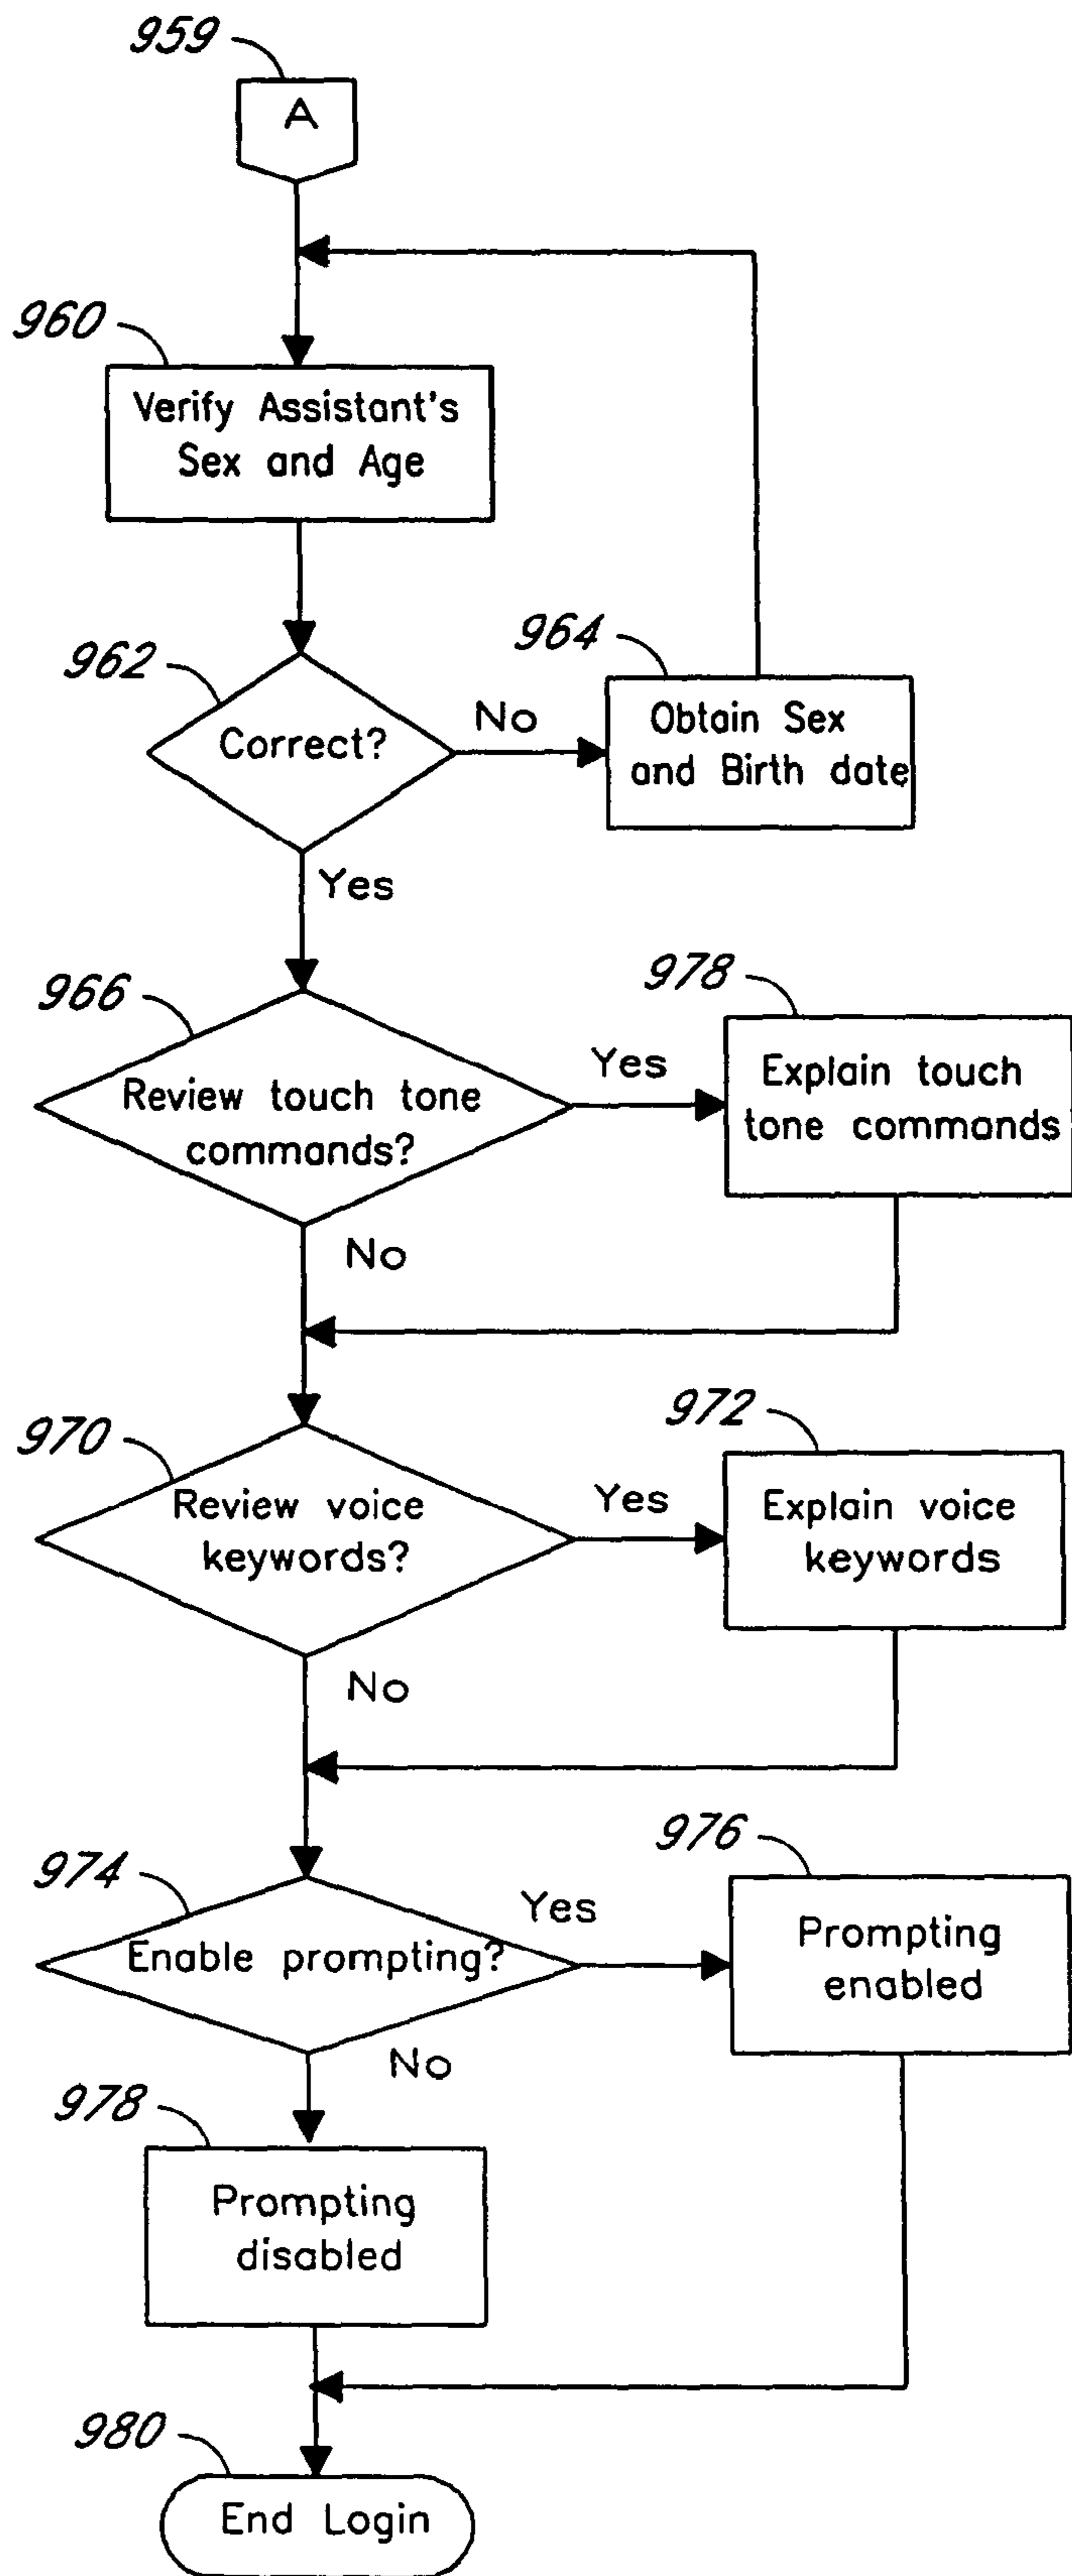 959
A
960
Verify Assistant's
Sex and Age
962
Correct?
No
964
Obtain Sex
and Birth date
Yes
966
Review touch tone
commands?
Yes
978
Explain touch
tone commands
No
970
Review voice
keywords?
Yes
972
Explain voice
keywords
No
974
Enable prompting?
Yes
976
Prompting
enabled
No
978
Prompting
disabled
980
End Login